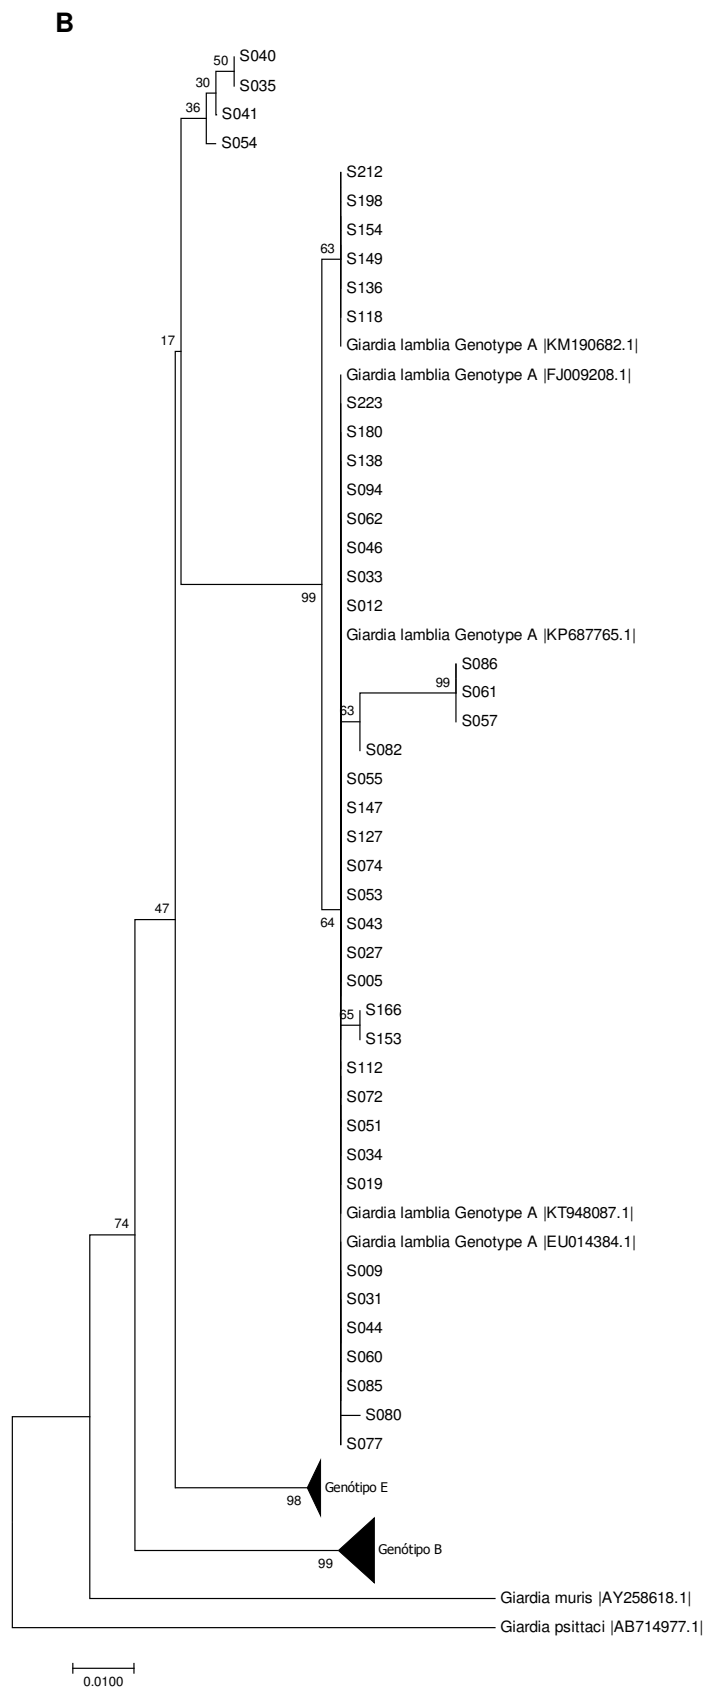 B
50
S040
30
S035
36
S041
S054
S212
S198
S154
63
S149
S136
S118
17
Giardia lamblia Genotype A |KM190682.1|
Giardia lamblia Genotype A |FJ009208.1|
S223
S180
S138
S094
S062
S046
S033
99
S012
Giardia lamblia Genotype A |KP687765.1|
S086
99
S061
63
S057
S082
S055
S147
S127
S074
S053
47
64
S043
S027
S005
65
S166
S153
S112
S072
S051
S034
S019
74
Giardia lamblia Genotype A |KT948087.1|
Giardia lamblia Genotype A |EU014384.1|
S009
S031
S044
S060
S085
S080
S077
98
Genótipo E
99
Genótipo B
Giardia muris |AY258618.1|
Giardia psittaci |AB714977.1|
0.0100